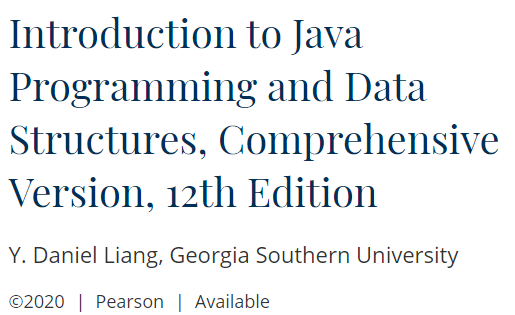 Introduction to Java
Programming and Data
Structures, Comprehensive
Version, 12th Edition
Y. Daniel Liang, Georgia Southern University
©2020 | Pearson | Available